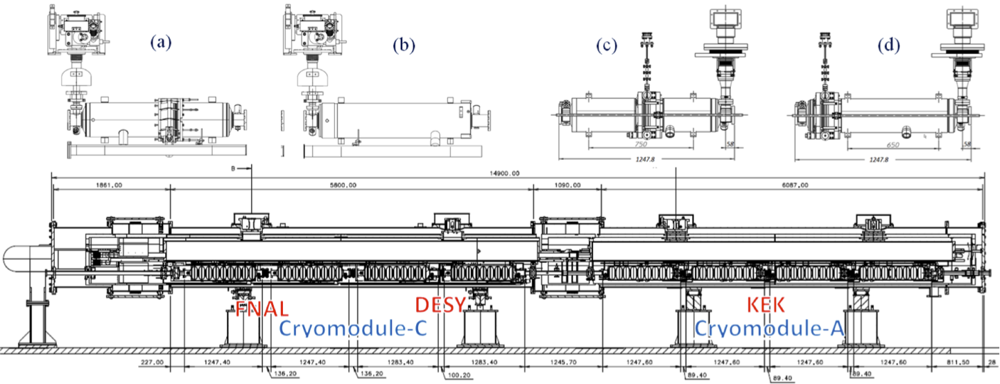 (a)
(b)
(c)
(d)
750
58
1247.8
650
58
1247.8
B
14900.00
1861.00
5800.00
1090.00
6087.00
FNAL
DESY
KEK
Cryomodule-C
Cryomodule-A
227.00
1247.40
1247.40
1283.40
1283.40
1245.70
1247.60
1247.60
1247.60
1247.60
811.50
28
136.20
136.20
100.20
89.40
89.40
89.40